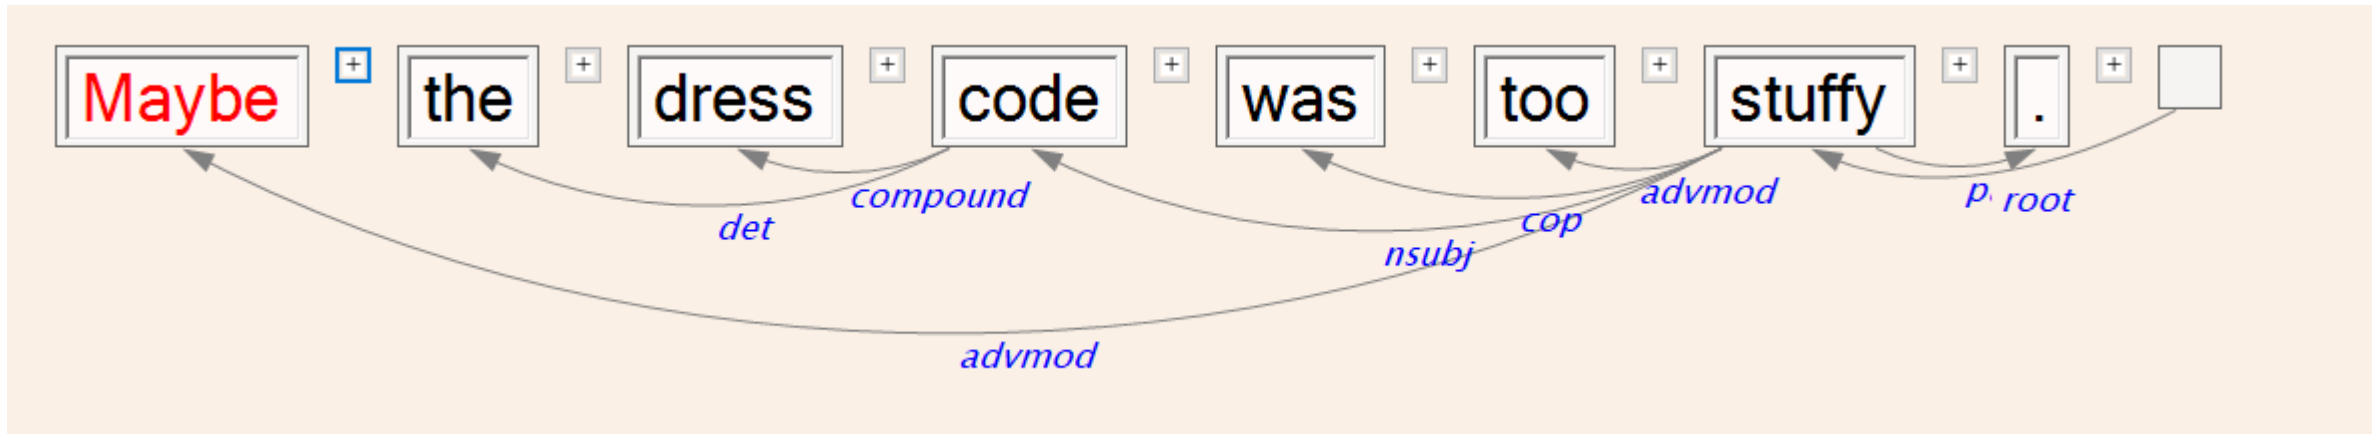 Maybe + the + dress + code + was + too + stuffy + . +
compound advmod root
det cop
nsubj
advmod